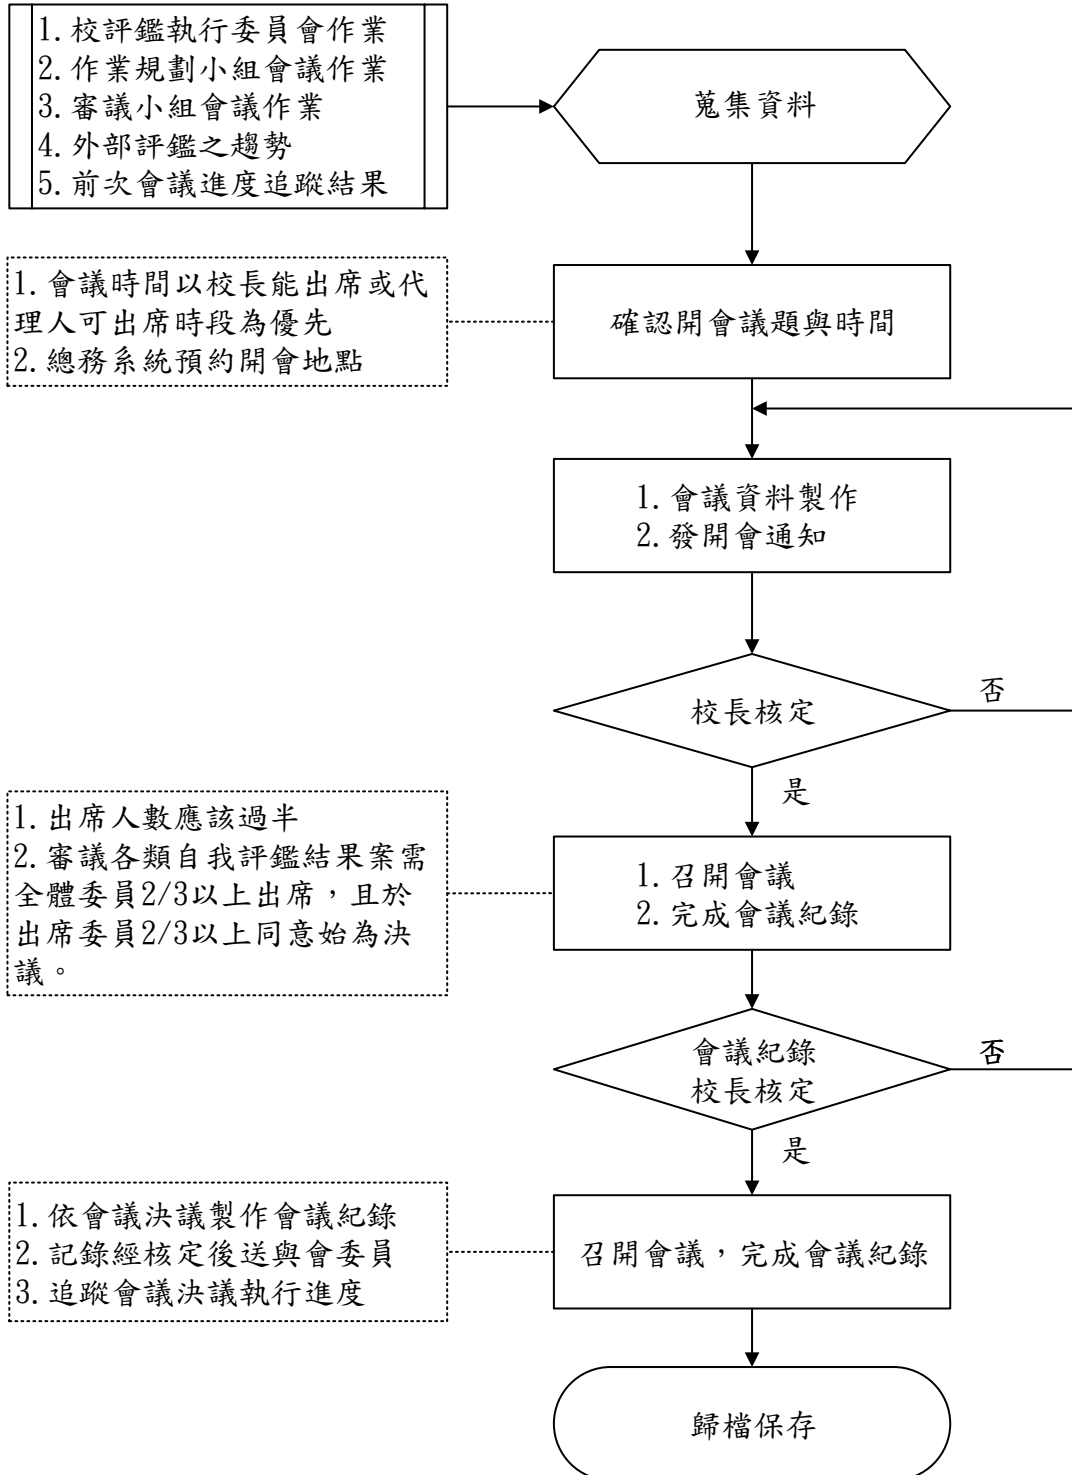 1. 校評鑑執行委員會作業
2. 作業規劃小組會議作業
3. 審議小組會議作業
4. 外部評鑑之趨勢
5. 前次會議進度追蹤結果
蒐集資料
1. 會議時間以校長能出席或代
理人可出席時段為優先
2. 總務系統預約開會地點
確認開會議題與時間
1. 會議資料製作
2. 發開會通知
校長核定
否
是
1. 出席人數應該過半
2. 審議各類自我評鑑結果案需
全體委員2/3以上出席，且於
出席委員2/3以上同意始為決
議。
1. 召開會議
2. 完成會議紀錄
會議紀錄
校長核定
否
是
1. 依會議決議製作會議紀錄
2. 記錄經核定後送與會委員
3. 追蹤會議決議執行進度
召開會議，完成會議紀錄
歸檔保存